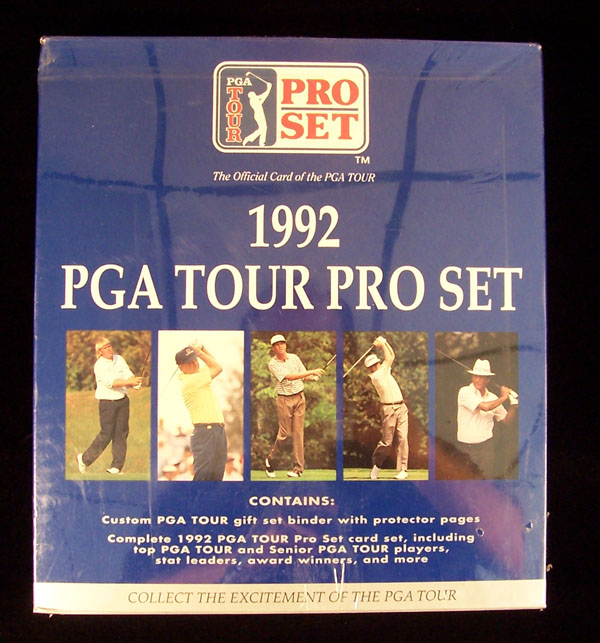 PGA
TOUR
PRO
SET
TM
The Official Card of the PGA TOUR
1992
PGA TOUR PRO SET
CONTAINS:
Custom PGA TOUR gift set binder with protector pages
Complete 1992 PGA TOUR Pro Set card set, including
top PGA TOUR and Senior PGA TOUR players,
stat leaders, award winners, and more
COLLECT THE EXCITEMENT OF THE PGA TOUR